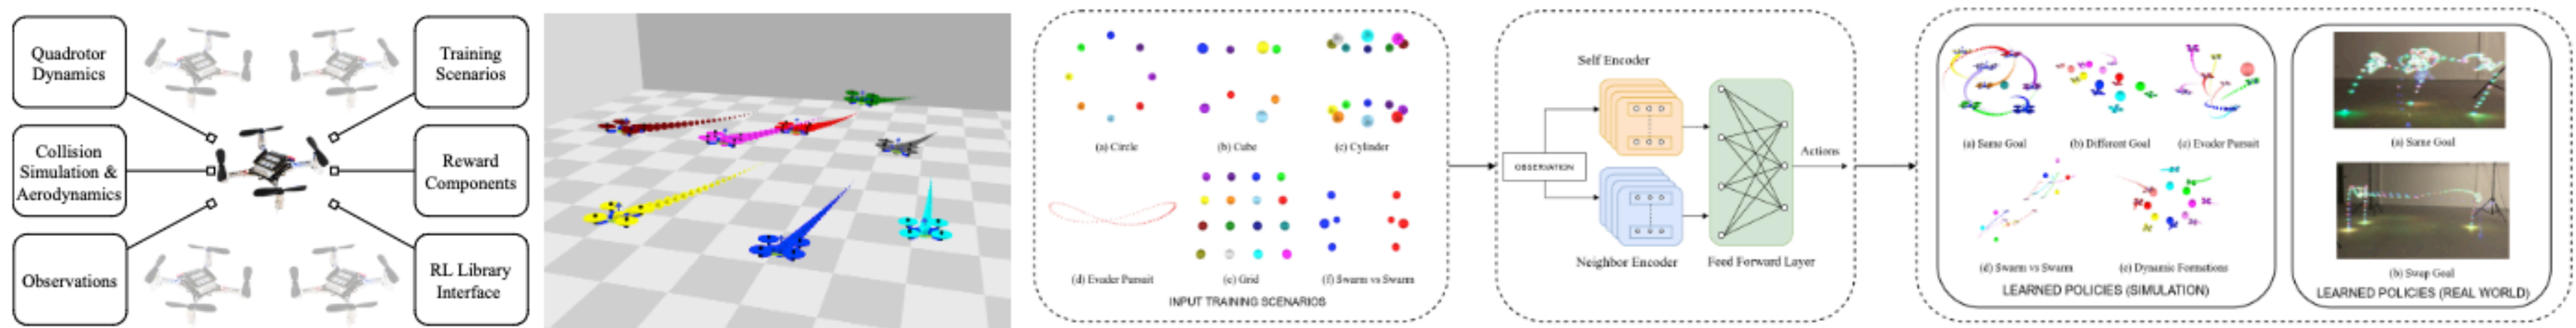 Quadrotor
Dynamics
Collision
Simulation &
Aerodynamics
Observations
Training
Scenarios
Reward
Components
RL Library
Interface
(a) Circle
(b) Cube
(c) Cylinder
(d) Evader Pursuit
(e) Grid
(f) Swarm vs Swarm
INPUT TRAINING SCENARIOS
Self Encoder
OBSERVATION
Neighbor Encoder
Feed Forward Layer
Actions
(a) Same Goal
(b) Different Goal
(c) Evader Pursuit
(d) Swarm vs Swarm
(e) Dynamic Formations
LEARNED POLICIES (SIMULATION)
(a) Same Goal
(b) Swap Goal
LEARNED POLICIES (REAL WORLD)